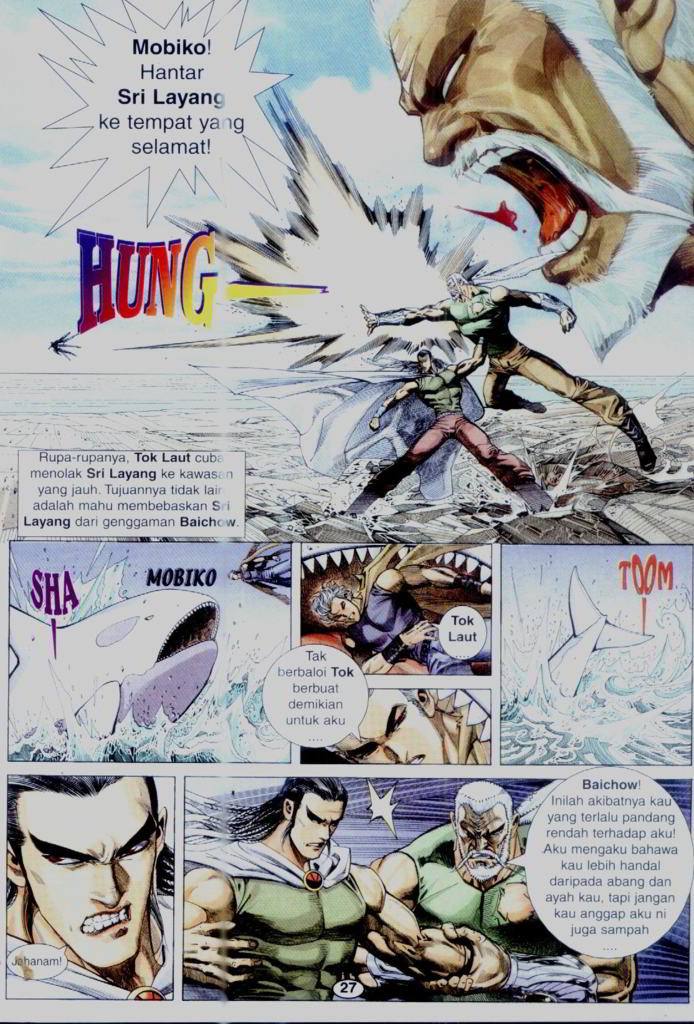 Mobiko!
Hantar
Sri Layang
ke tempat yang
selamat!
HUNG
Rupa-rupanya, Tok Laut cuba
menolak Sri Layang ke kawasan
yang jauh. Tujuannya tidak lain
adalah mahu membebaskan Sri
Layang dari genggaman Baichow.
SHA
MOBIKO
Tok
Laut
Tak
berbaloi Tok
berbuat
demikian
untuk aku
....
TOOM
Jahanam!
Baichow!
Inilah akibatnya kau
yang terlalu pandang
rendah terhadap aku!
Aku mengaku bahawa
kau lebih handal
daripada abang dan
ayah kau, tapi jangan
kau anggap aku ni
juga sampah
....
27